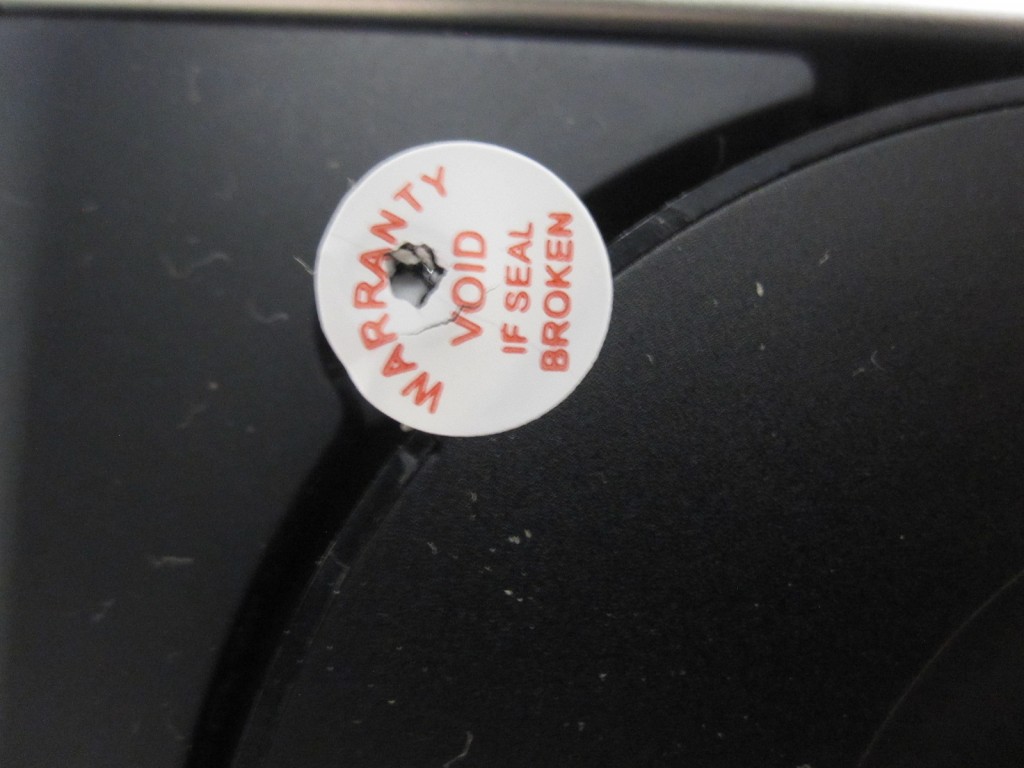 WARRANTY
VOID
IF SEAL
BROKEN